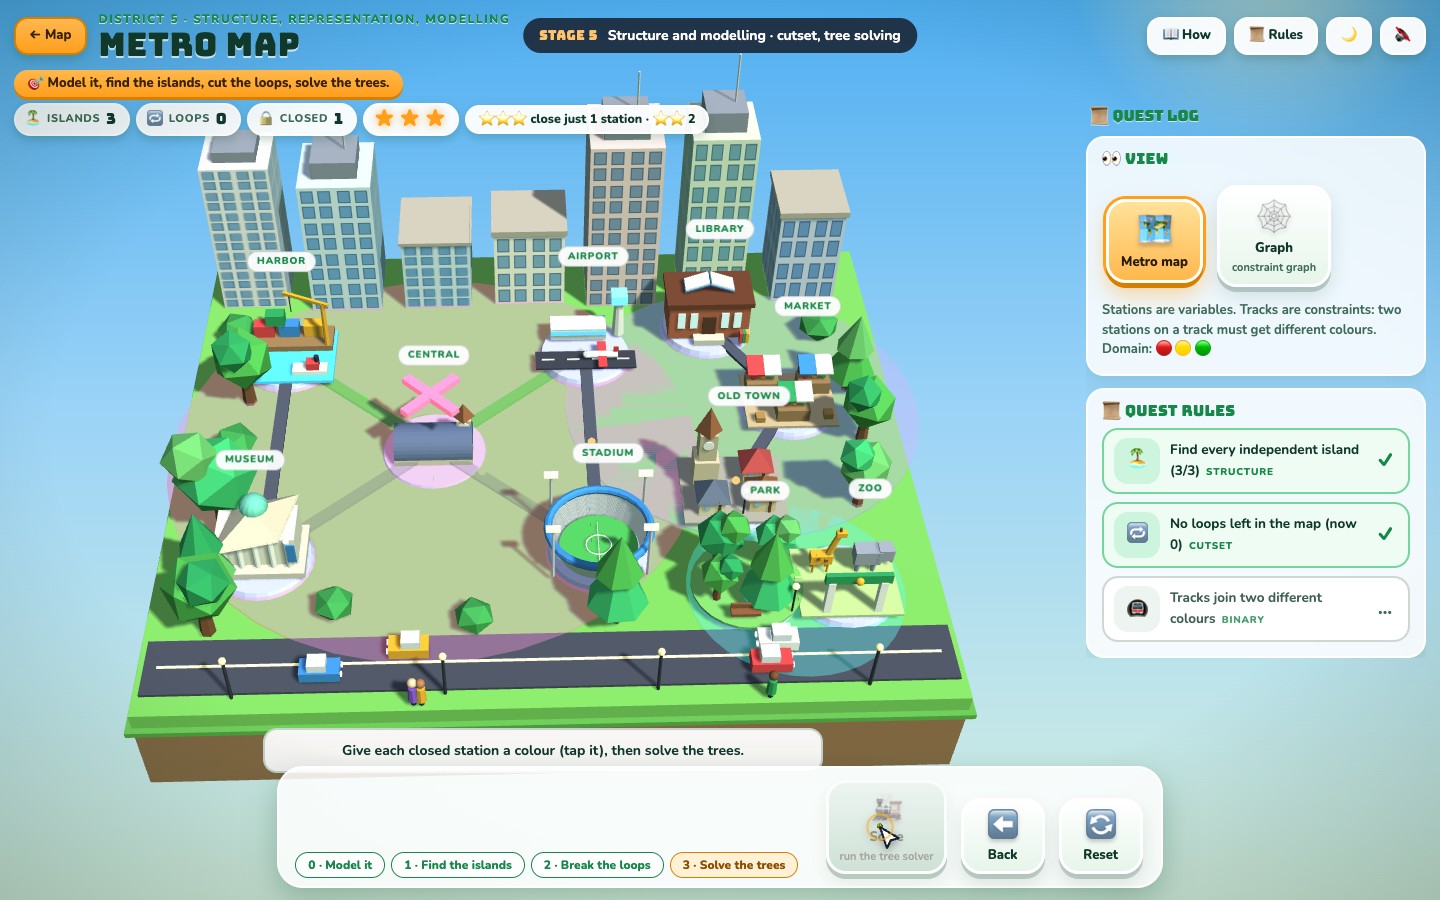 ← Map
DISTRICT 5 · STRUCTURE, REPRESENTATION, MODELLING
METRO MAP
STAGE 5 Structure and modelling · cutset, tree solving
How
Rules
Model it, find the islands, cut the loops, solve the trees.
ISLANDS 3
LOOPS 0
CLOSED 1
close just 1 station · 2
QUEST LOG
VIEW
Metro map
Graph
constraint graph
Stations are variables. Tracks are constraints: two
stations on a track must get different colours.
Domain:
QUEST RULES
Find every independent island
(3/3) STRUCTURE
No loops left in the map (now
0) CUTSET
Tracks join two different
colours BINARY
LIBRARY
HARBOR
AIRPORT
MARKET
CENTRAL
OLD TOWN
MUSEUM
STADIUM
PARK
ZOO
Give each closed station a colour (tap it), then solve the trees.
0 · Model it
1 · Find the islands
2 · Break the loops
3 · Solve the trees
run the tree solver
Back
Reset